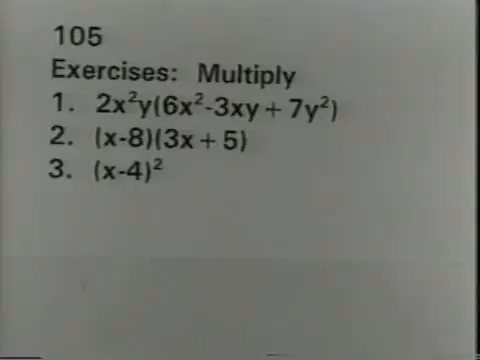 105
Exercises: Multiply
1. 2x²y(6x²-3xy + 7y²)
2. (x-8)(3x + 5)
3. (x-4)²